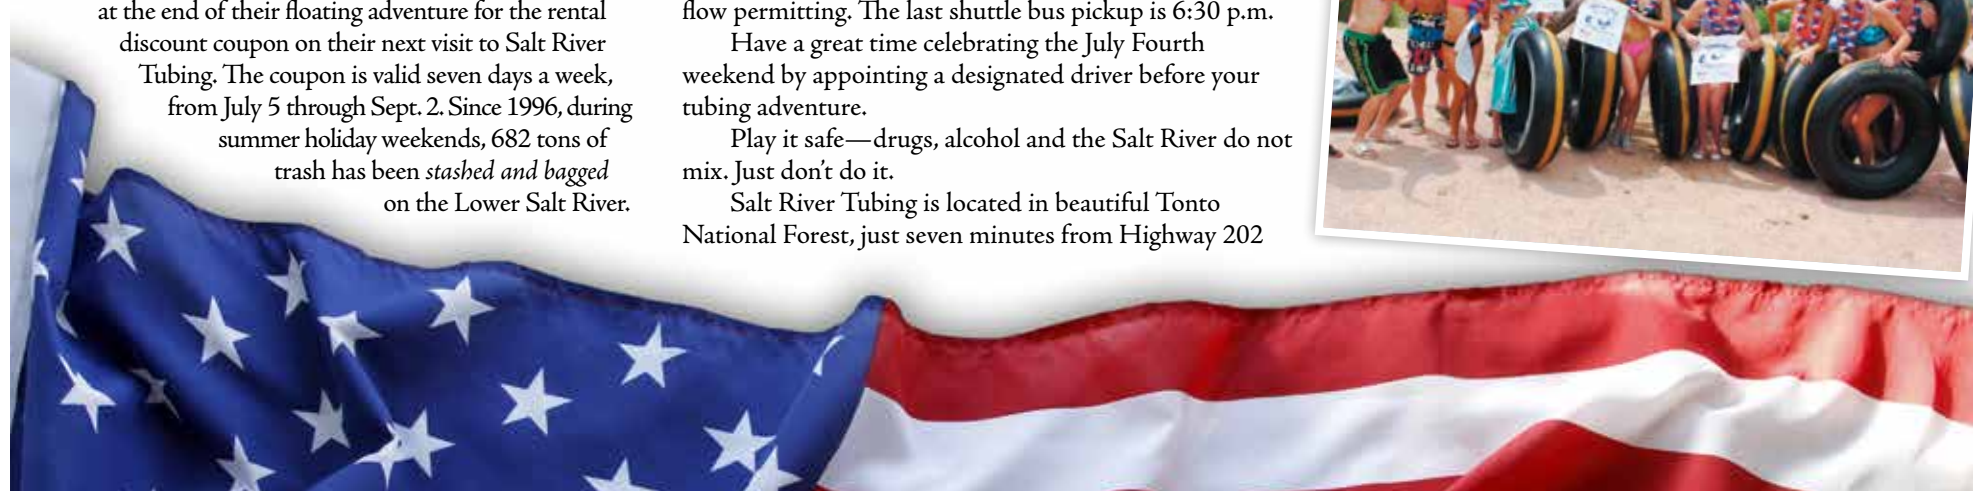 at the end of their floating adventure for the rental
discount coupon on their next visit to Salt River
Tubing. The coupon is valid seven days a week,
from July 5 through Sept. 2. Since 1996, during
summer holiday weekends, 682 tons of
trash has been stashed and bagged
on the Lower Salt River.
flow permitting. The last shuttle bus pickup is 6:30 p.m.
Have a great time celebrating the July Fourth
weekend by appointing a designated driver before your
tubing adventure.
Play it safe—drugs, alcohol and the Salt River do not
mix. Just don't do it.
Salt River Tubing is located in beautiful Tonto
National Forest, just seven minutes from Highway 202